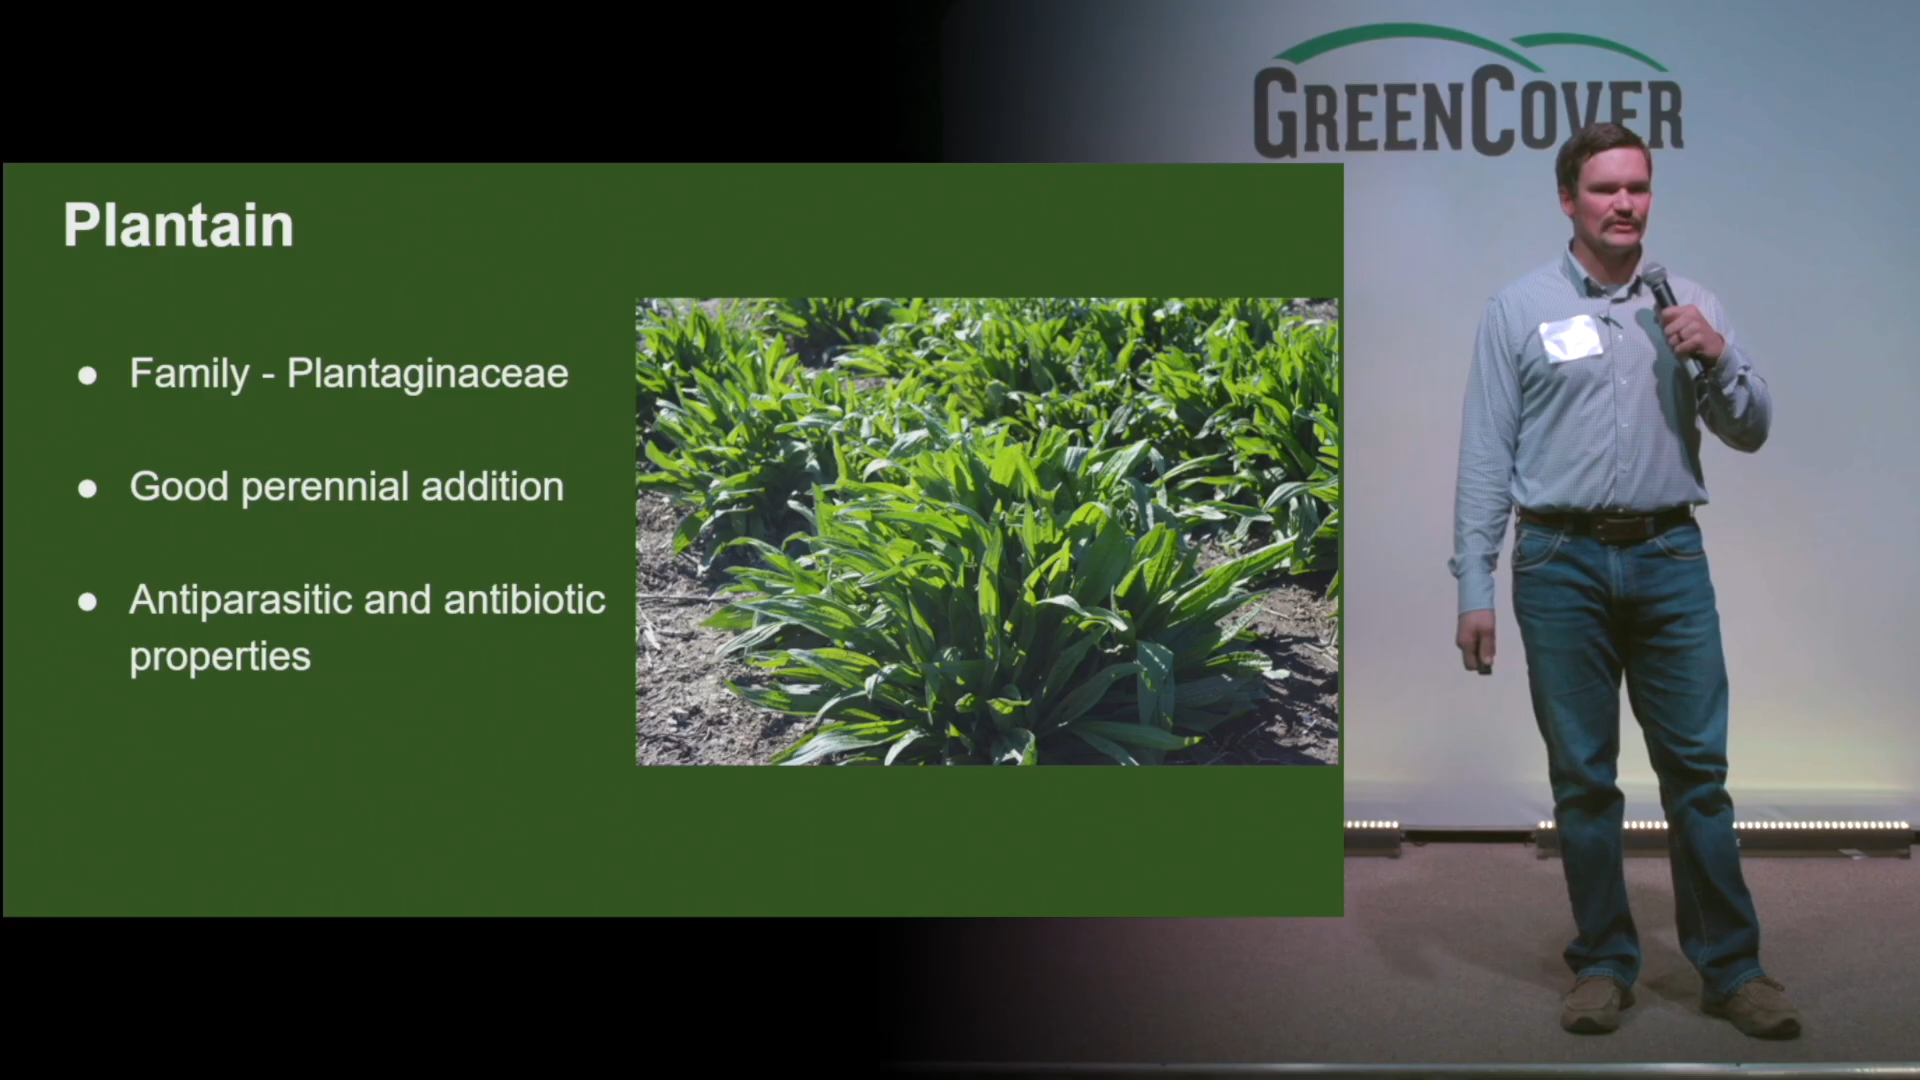 GREENCOVER
Plantain
● Family - Plantaginaceae
● Good perennial addition
● Antiparasitic and antibiotic
properties